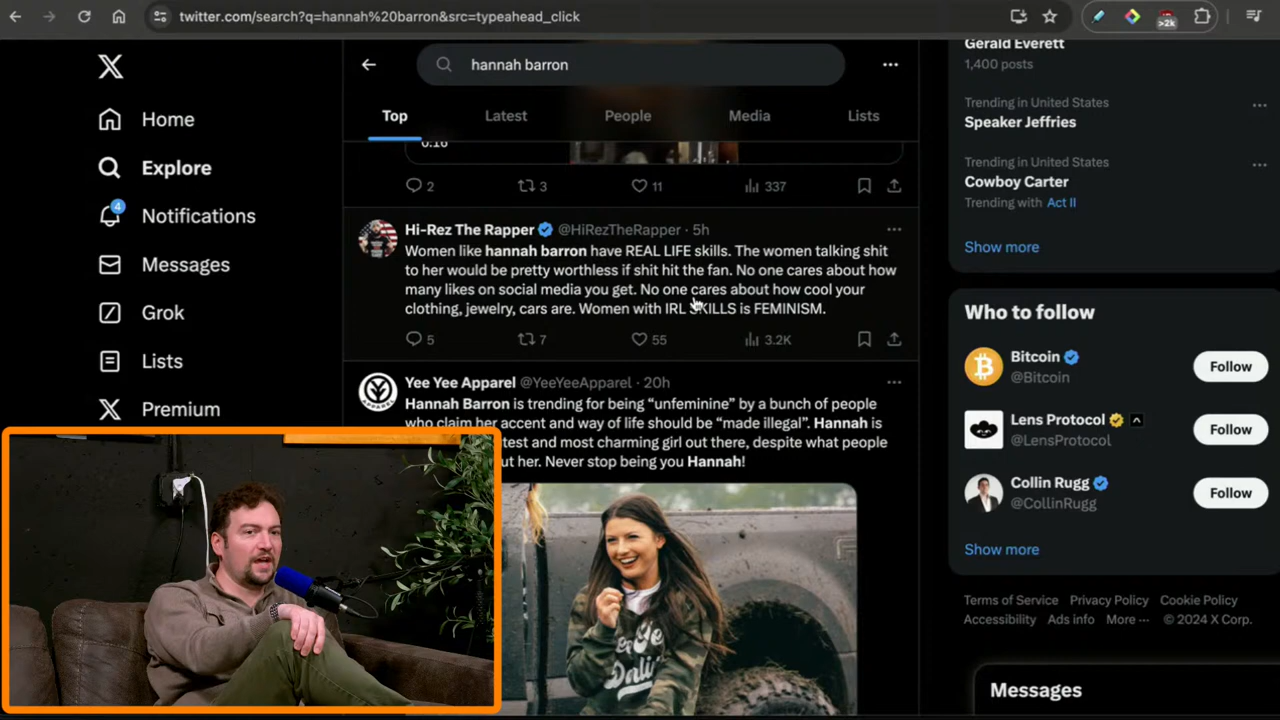 twitter.com/search?q=hannah%20barron&src=typeahead_click
>2k
Home
Explore
4
Notifications
Messages
Grok
Lists
Premium
hannah barron
Top
Latest
People
Media
Lists
0:16
2
3
11
337
Hi-Rez The Rapper @HiRezTheRapper · 5h
Women like hannah barron have REAL LIFE skills. The women talking shit
to her would be pretty worthless if shit hit the fan. No one cares about how
many likes on social media you get. No one cares about how cool your
clothing, jewelry, cars are. Women with IRL SKILLS is FEMINISM.
5
7
55
3.2K
Yee Yee Apparel @YeeYeeApparel · 20h
Hannah Barron is trending for being “unfeminine” by a bunch of people
who claim her accent and way of life should be “made illegal”. Hannah is
and most charming girl out there, despite what people
her. Never stop being you Hannah!
Gerald Everett
1,400 posts
Trending in United States
Speaker Jeffries
Trending in United States
Cowboy Carter
Trending with Act II
Show more
Who to follow
Bitcoin
@Bitcoin
Follow
Lens Protocol
@LensProtocol
Follow
Collin Rugg
@CollinRugg
Follow
Show more
Terms of Service Privacy Policy Cookie Policy
Accessibility Ads info More ··· © 2024 X Corp.
Messages